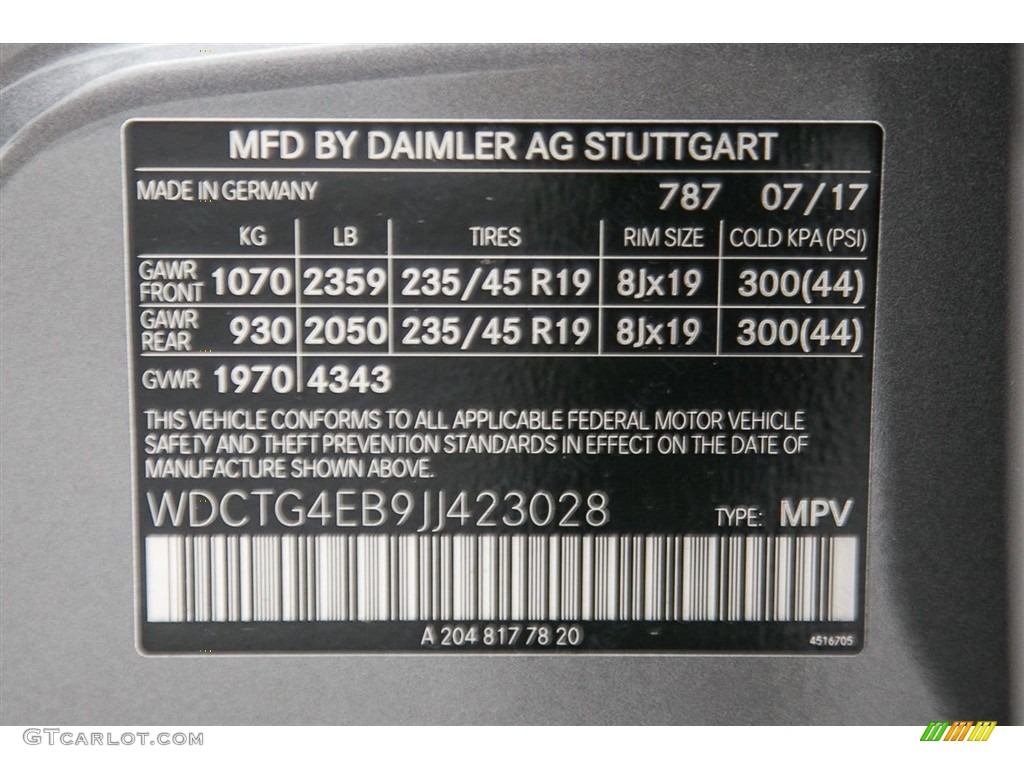 MFD BY DAIMLER AG STUTTGART
MADE IN GERMANY 787 07/17
KG LB TIRES RIM SIZE COLD KPA (PSI)
GAWR FRONT 1070 2359 235/45 R19 8Jx19 300(44)
GAWR REAR 930 2050 235/45 R19 8Jx19 300(44)
GVWR 1970 4343
THIS VEHICLE CONFORMS TO ALL APPLICABLE FEDERAL MOTOR VEHICLE
SAFETY AND THEFT PREVENTION STANDARDS IN EFFECT ON THE DATE OF
MANUFACTURE SHOWN ABOVE.
WDCTG4EB9JJ423028 TYPE: MPV
A 204 817 78 20 4516705
GTCARLOT.COM